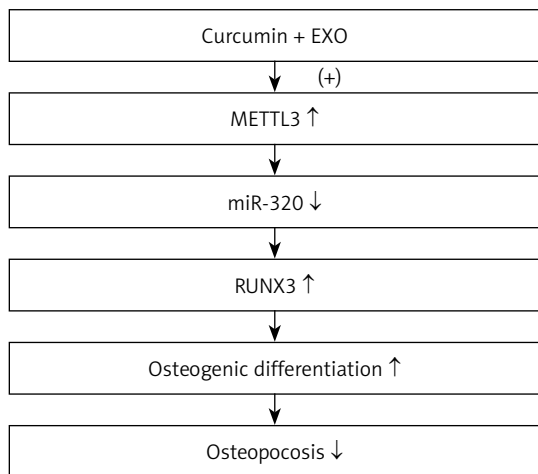 Curcumin + EXO
(+)
METTL3 ↑
miR-320 ↓
RUNX3 ↑
Osteogenic differentiation ↑
Osteopocosis ↓